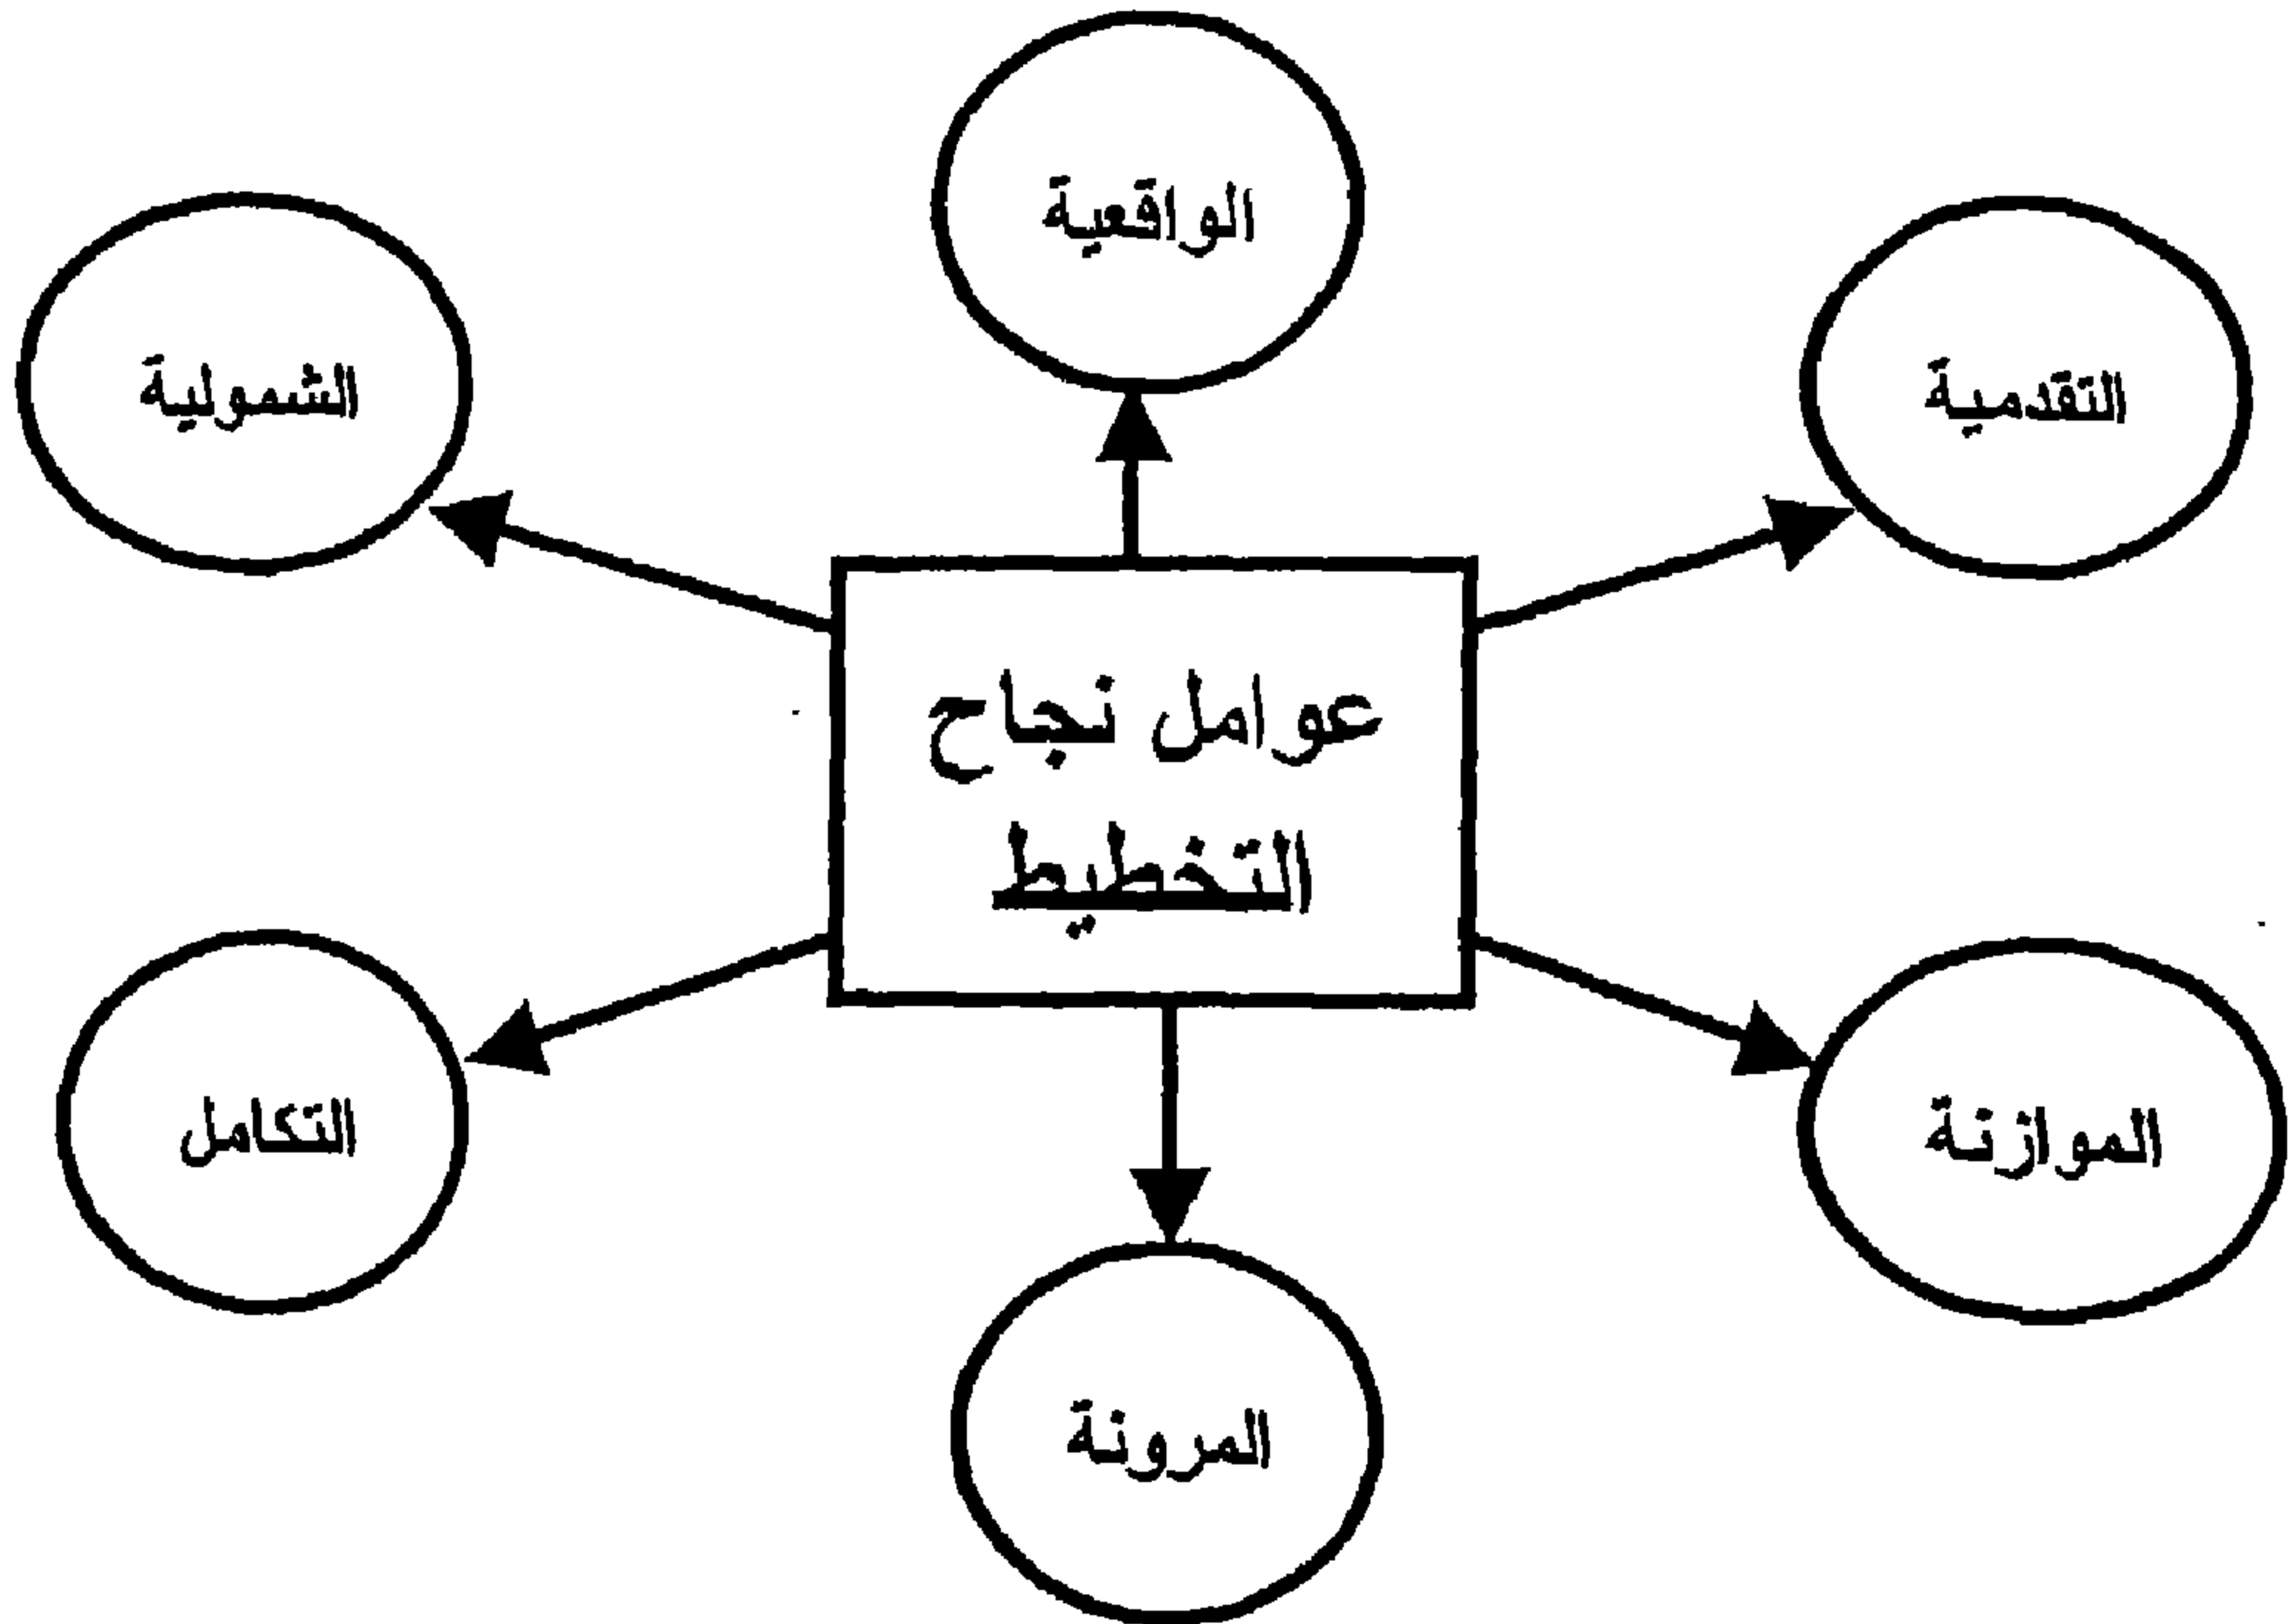 الواقعية
التقدمية
الشمولية
عوامل نجاح
التخطيط
الموازنة
التكامل
المرونة